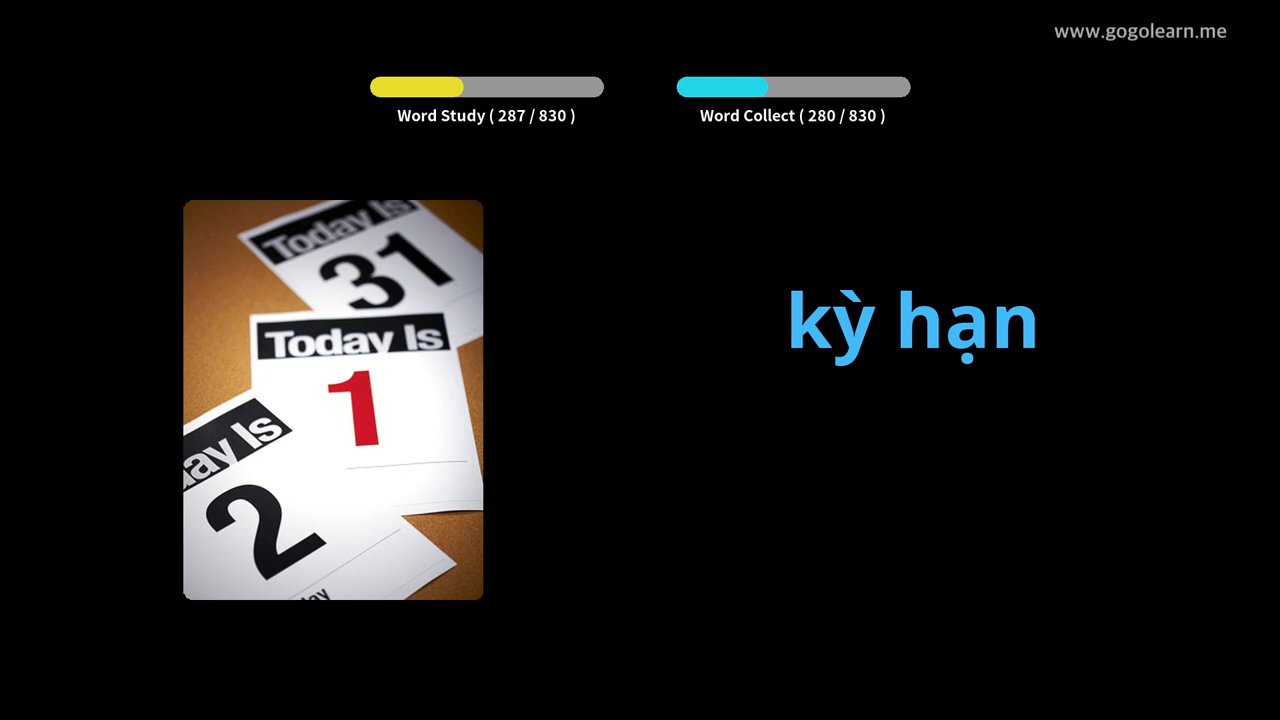 www.gogolearn.me
Word Study ( 287 / 830 )
Word Collect ( 280 / 830 )
Today Is
31
Today Is
1
day Is
2
kỳ hạn